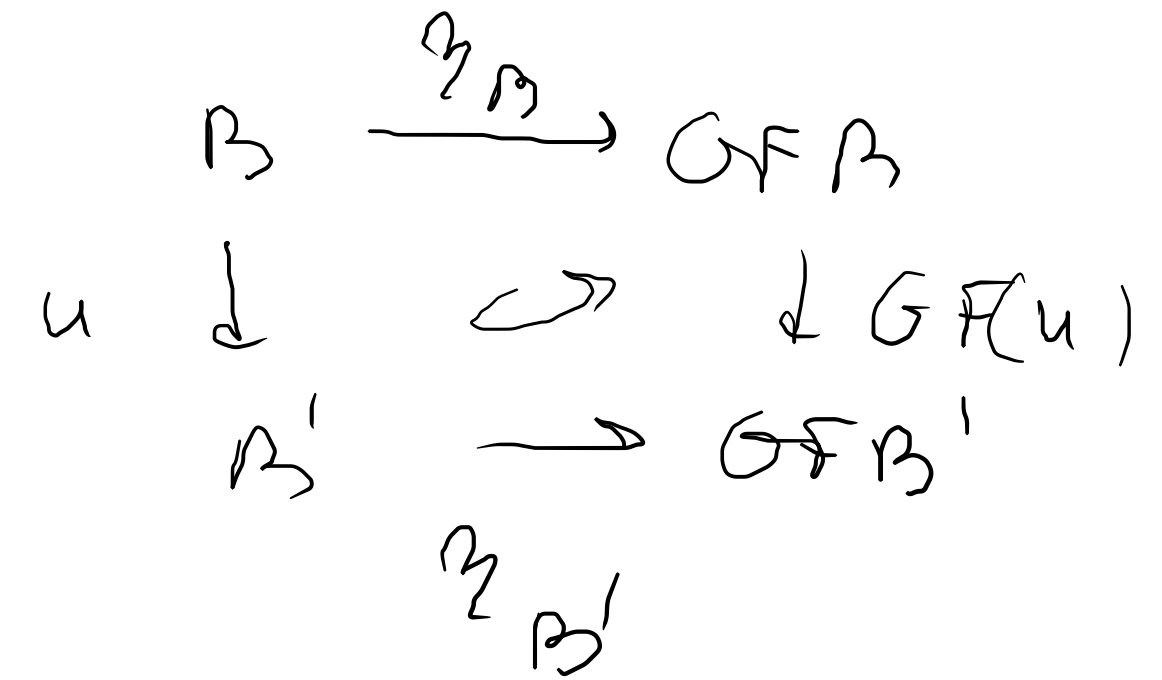 η_B
B → GFB
u ↓ ↓ GF(u)
B' → GFB'
η_B'